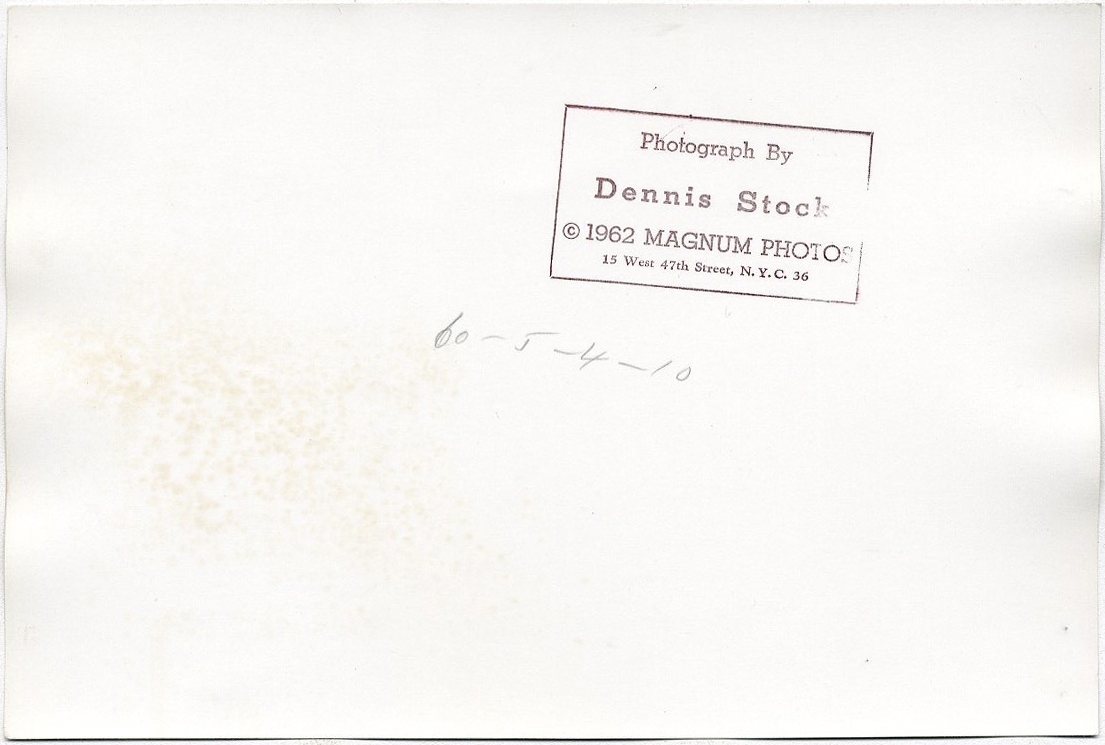 Photograph By
Dennis Stock
© 1962 MAGNUM PHOTOS
15 West 47th Street, N.Y.C. 36
60-5-4-10